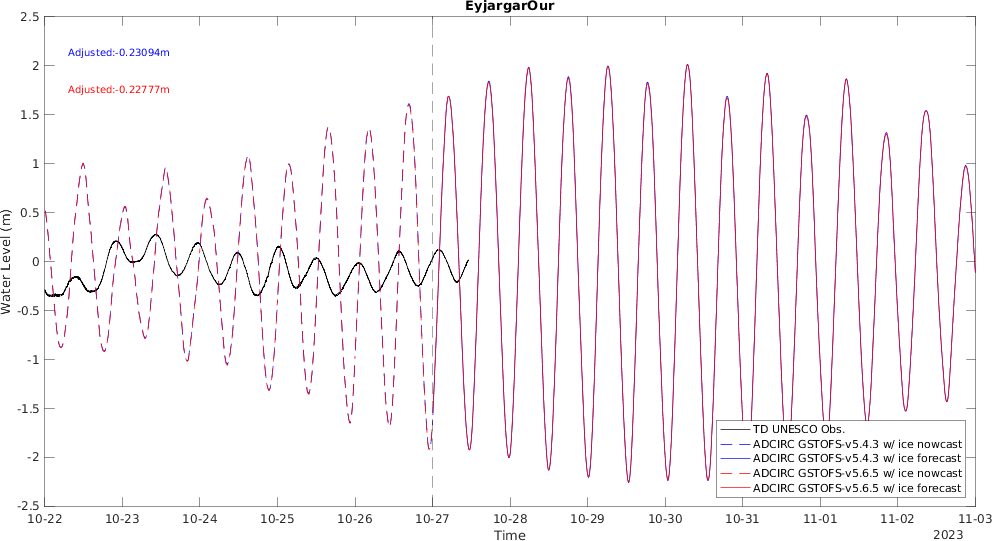 EyjargarOur
Adjusted:-0.23094m
Adjusted:-0.22777m
Water Level (m)
2.5
2
1.5
1
0.5
0
-0.5
-1
-1.5
-2
-2.5
TD UNESCO Obs.
ADCIRC GSTOFS-v5.4.3 w/ ice nowcast
ADCIRC GSTOFS-v5.4.3 w/ ice forecast
ADCIRC GSTOFS-v5.6.5 w/ ice nowcast
ADCIRC GSTOFS-v5.6.5 w/ ice forecast
10-22 10-23 10-24 10-25 10-26 10-27 10-28 10-29 10-30 10-31 11-01 11-02 11-03
Time
2023